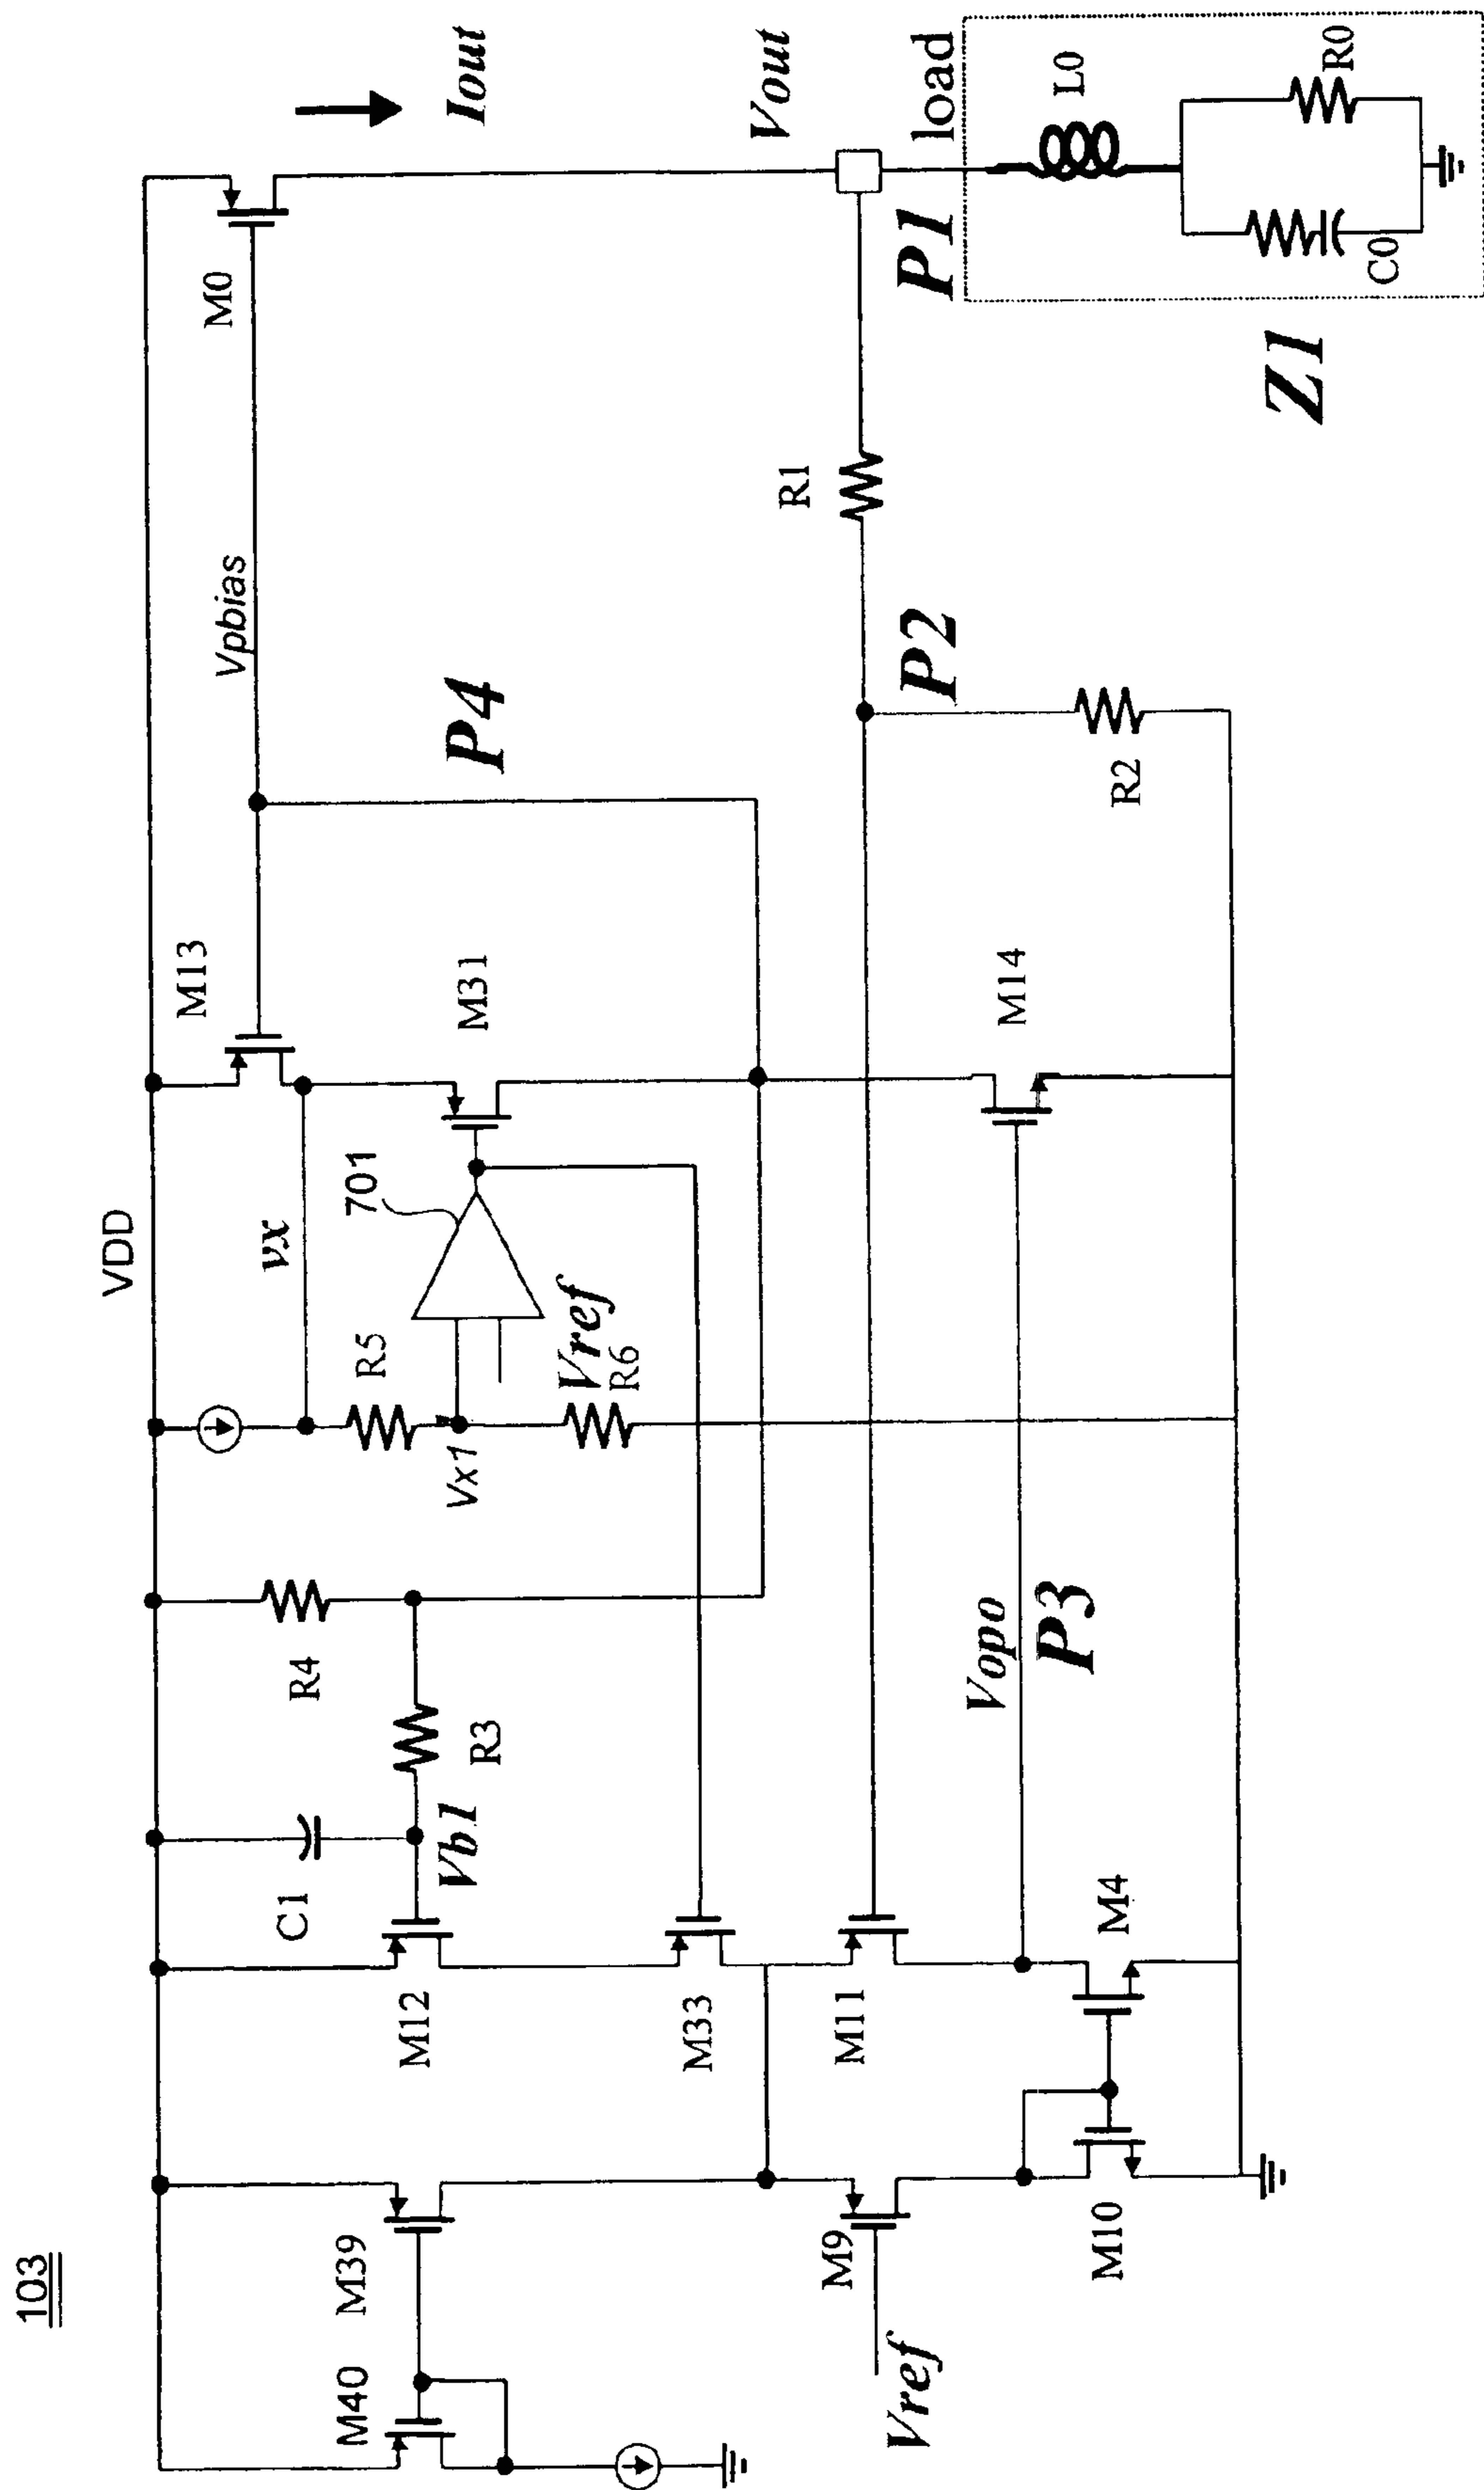 103
VDD
M40
M39
M9
Vref
M10
M12
C1
Vb1
R3
R4
M33
M11
M4
Vopo
P3
vx
R5
Vx1
701
Vref
R6
M13
M31
M14
Vpbias
P4
P2
R2
R1
M0
Iout
Vout
P1
load
L0
R0
C0
Z1